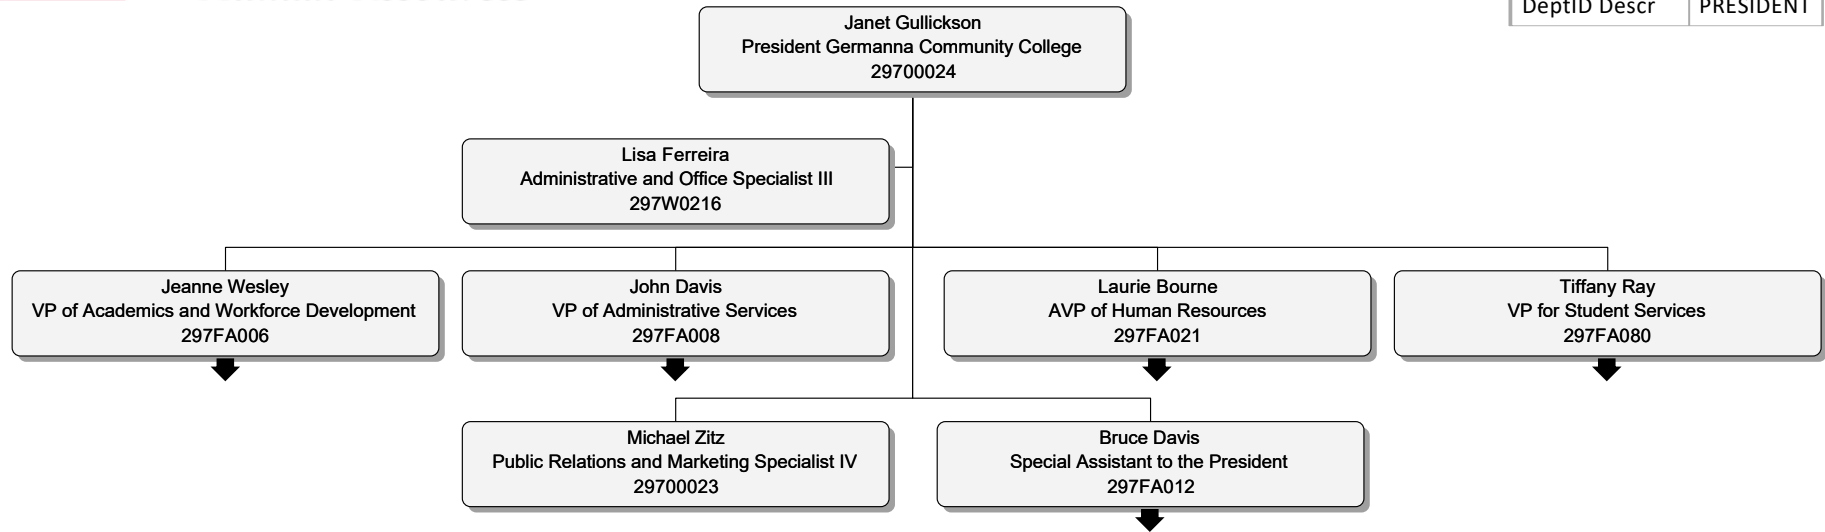 DeptID Descr PRESIDENT
Janet Gullickson
President Germanna Community College
29700024
Lisa Ferreira
Administrative and Office Specialist III
297W0216
Jeanne Wesley
VP of Academics and Workforce Development
297FA006
John Davis
VP of Administrative Services
297FA008
Laurie Bourne
AVP of Human Resources
297FA021
Tiffany Ray
VP for Student Services
297FA080
Michael Zitz
Public Relations and Marketing Specialist IV
29700023
Bruce Davis
Special Assistant to the President
297FA012